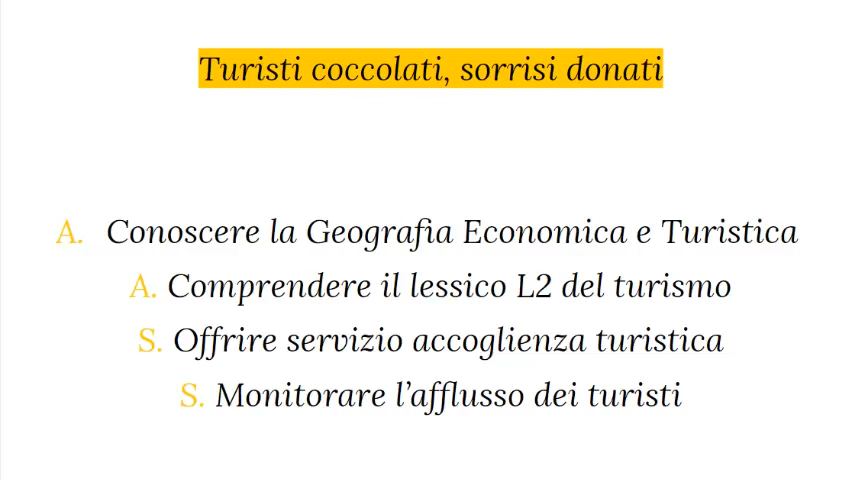 Turisti coccolati, sorrisi donati
A. Conoscere la Geografia Economica e Turistica
A. Comprendere il lessico L2 del turismo
S. Offrire servizio accoglienza turistica
S. Monitorare l’afflusso dei turisti